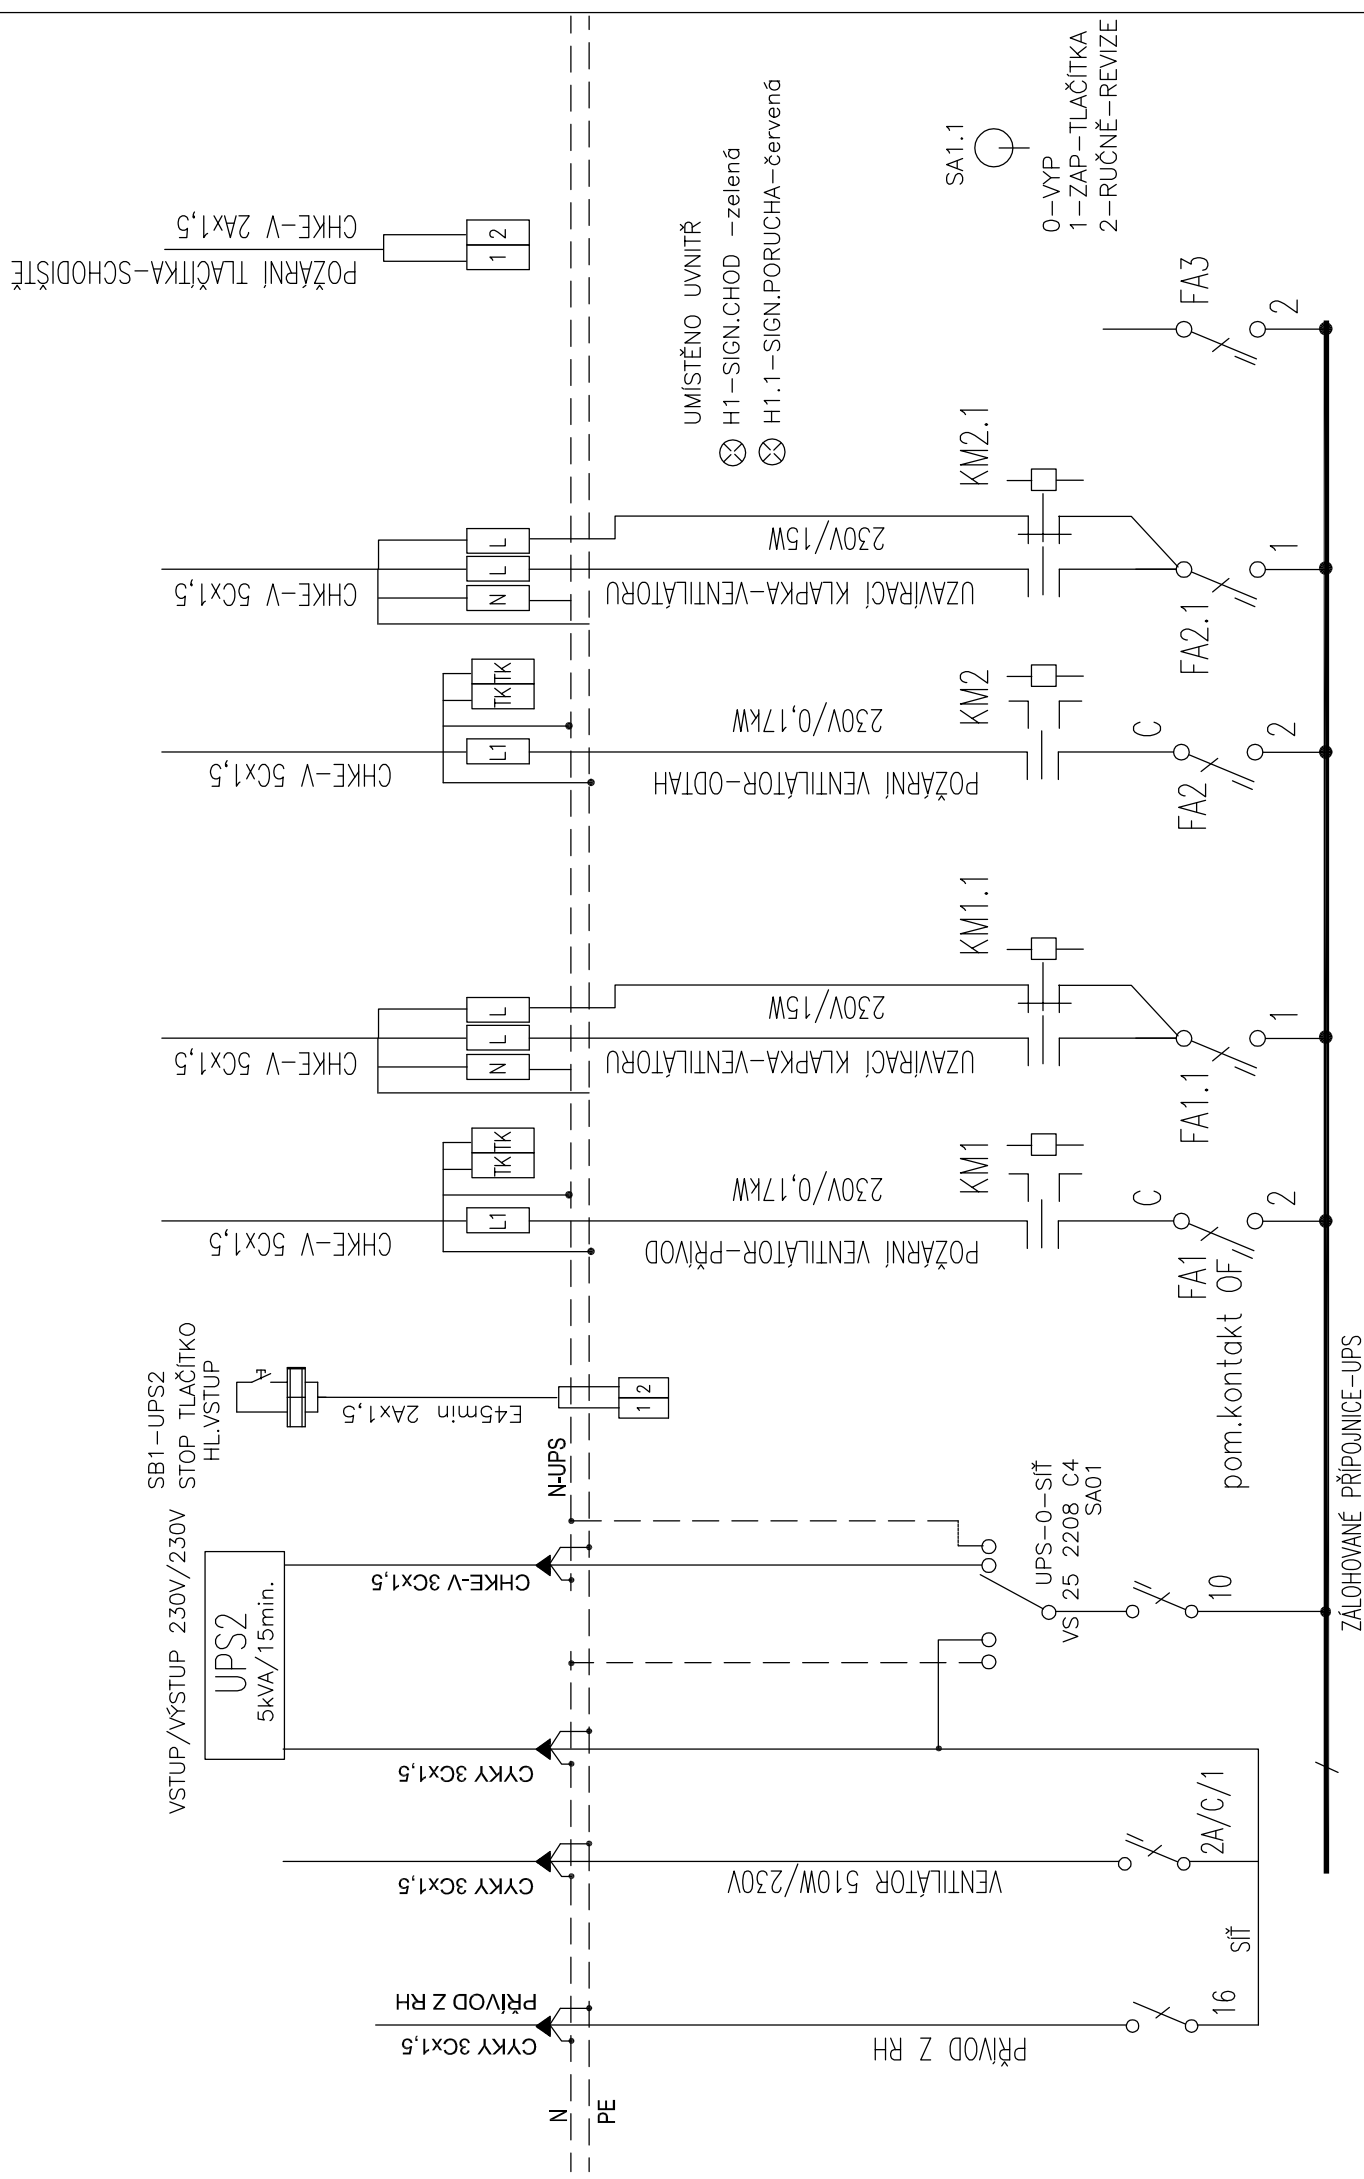 N
PE
PŘÍVOD Z RH
CYKY 3Cx1,5
PŘÍVOD Z RH
16
SÍŤ
CYKY 3Cx1,5
VENTILÁTOR 510W/230V
2A/C/1
VSTUP/VÝSTUP 230V/230V
UPS2
5kVA/15min.
CYKY 3Cx1,5
CHKE-V 3Cx1,5
N-UPS
UPS-0-SÍŤ
VS 25 2208 C4
SA01
10
ZÁLOHOVANÉ PŘÍPOJNICE-UPS
SB1-UPS2
STOP TLAČÍTKO
HL.VSTUP
E45min 2Ax1,5
1 2
CHKE-V 5Cx1,5
L1
TK TK
POŽÁRNÍ VENTILÁTOR-PŘÍVOD
230V/0,17kW
KM1
C
FA1
pom.kontakt OF
2
CHKE-V 5Cx1,5
N L L
UZAVÍRACÍ KLAPKA-VENTILÁTORU
230V/15W
KM1.1
FA1.1
1
CHKE-V 5Cx1,5
L1
TK TK
POŽÁRNÍ VENTILÁTOR-ODTAH
230V/0,17kW
KM2
C
FA2
2
CHKE-V 5Cx1,5
N L L
UZAVÍRACÍ KLAPKA-VENTILÁTORU
230V/15W
KM2.1
FA2.1
1
CHKE-V 2Ax1,5
POŽÁRNÍ TLAČÍTKA-SCHODIŠTĚ
1 2
UMÍSTĚNO UVNITŘ
H1-SIGN.CHOD -zelená
H1.1-SIGN.PORUCHA-červená
FA3
2
SA1.1
0-VYP
1-ZAP-TLAČÍTKA
2-RUČNĚ-REVIZE